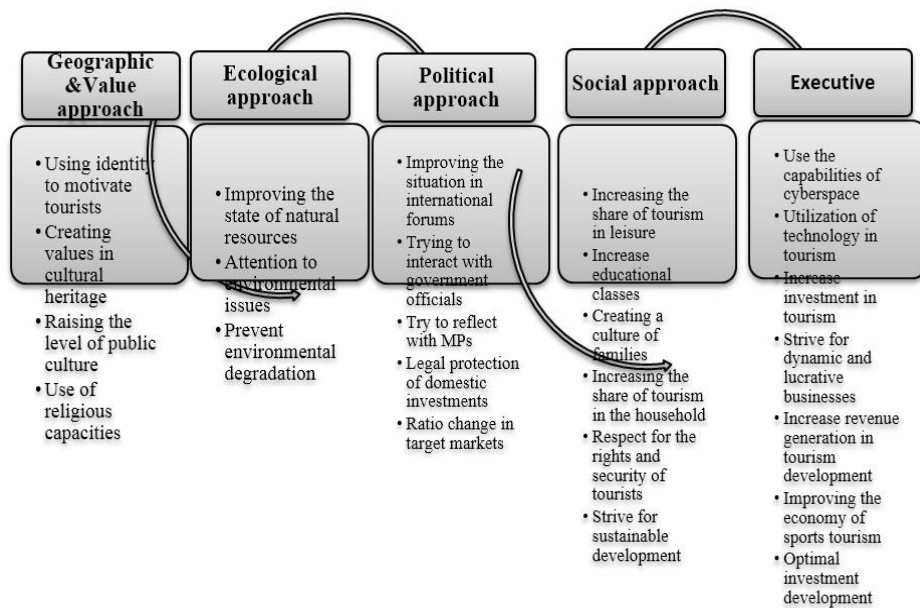 Geographic
&Value
approach
• Using identity
to motivate
tourists
• Creating
values in
cultural
heritage
• Raising the
level of public
culture
• Use of
religious
capacities
Ecological
approach
• Improving the
state of natural
resources
• Attention to
environmental
issues
• Prevent
environmental
degradation
Political
approach
• Improving the
situation in
international
forums
• Trying to
interact with
government
officials
• Try to reflect
with MPs
• Legal protection
of domestic
investments
• Ratio change in
target markets
Social approach
• Increasing the
share of tourism
in leisure
• Increase
educational
classes
• Creating a
culture of
families
• Increasing the
share of tourism
in the household
• Respect for the
rights and
security of
tourists
• Strive for
sustainable
development
Executive
• Use the
capabilities of
cyberspace
• Utilization of
technology in
tourism
• Increase
investment in
tourism
• Strive for
dynamic and
lucrative
businesses
• Increase revenue
generation in
tourism
development
• Improving the
economy of
sports tourism
• Optimal
investment
development